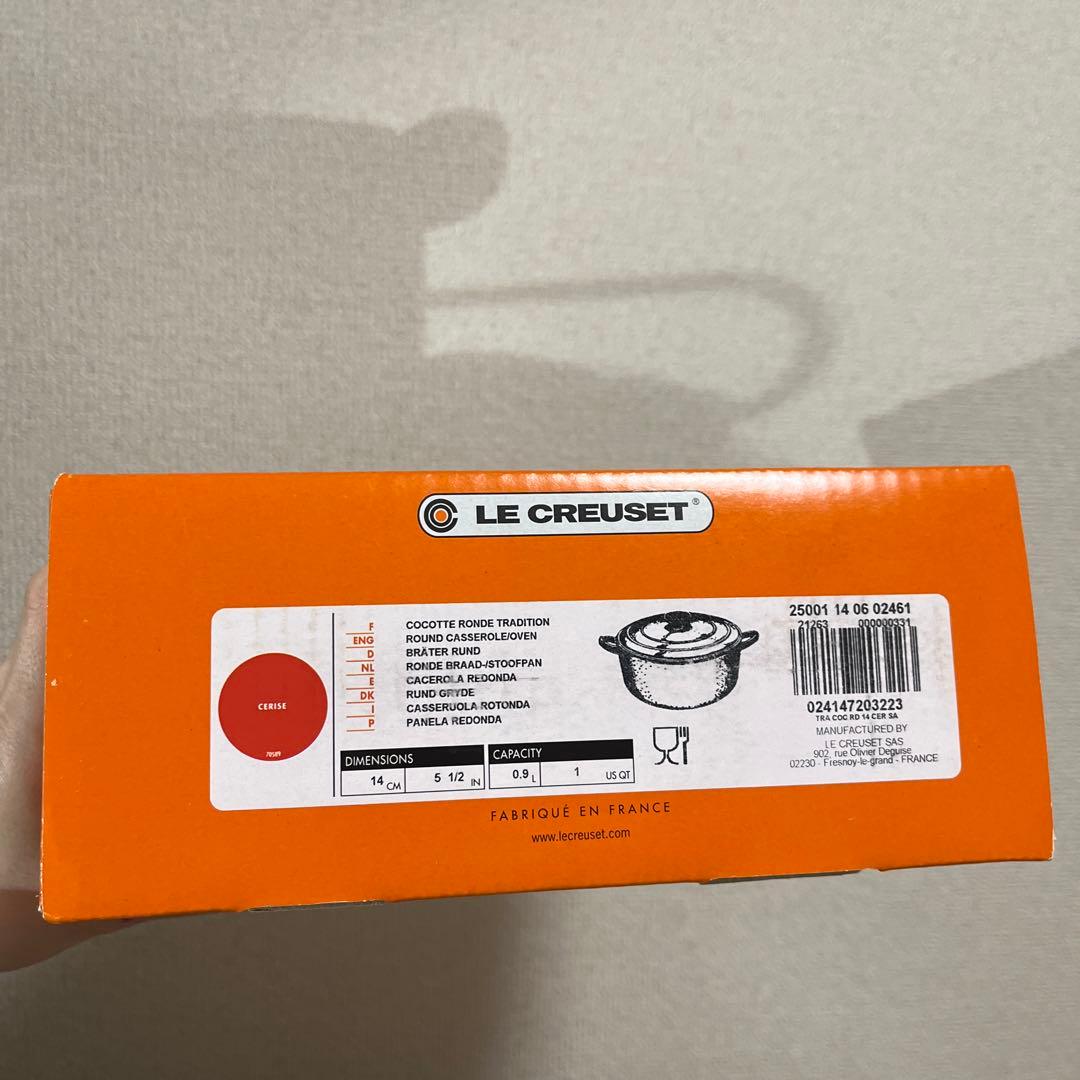 LE CREUSET®
CERISE
70589
F COCOTTE RONDE TRADITION
ENG ROUND CASSEROLE/OVEN
D BRÄTER RUND
NL RONDE BRAAD-/STOOFPAN
E CACEROLA REDONDA
DK RUND GRYDE
I CASSERUOLA ROTONDA
P PANELA REDONDA
DIMENSIONS
14 CM 5 1/2 IN
CAPACITY
0.9 L 1 US QT
25001 14 06 02461
21263 000000331
024147203223
TRA COC RD 14 CER SA
MANUFACTURED BY
LE CREUSET SAS
902, rue Olivier Deguise
02230 - Fresnoy-le-grand - FRANCE
FABRIQUÉ EN FRANCE
www.lecreuset.com